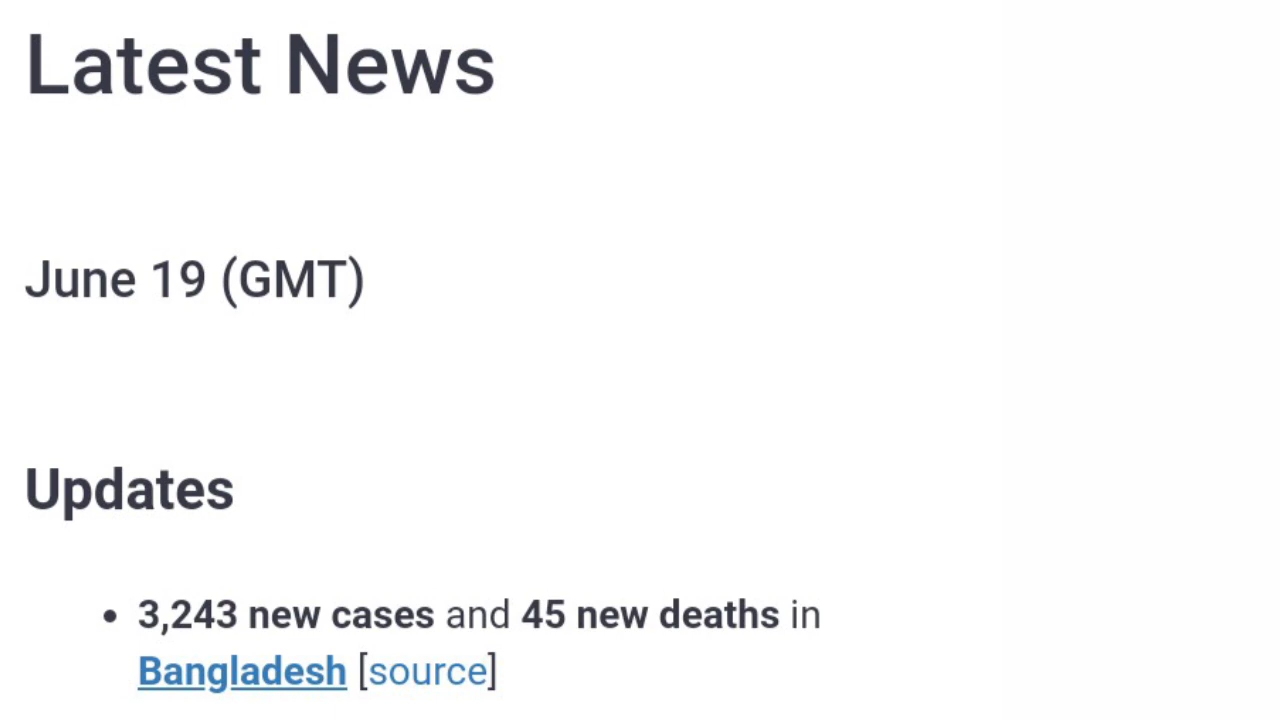 Latest News
June 19 (GMT)
Updates
• 3,243 new cases and 45 new deaths in
Bangladesh [source]